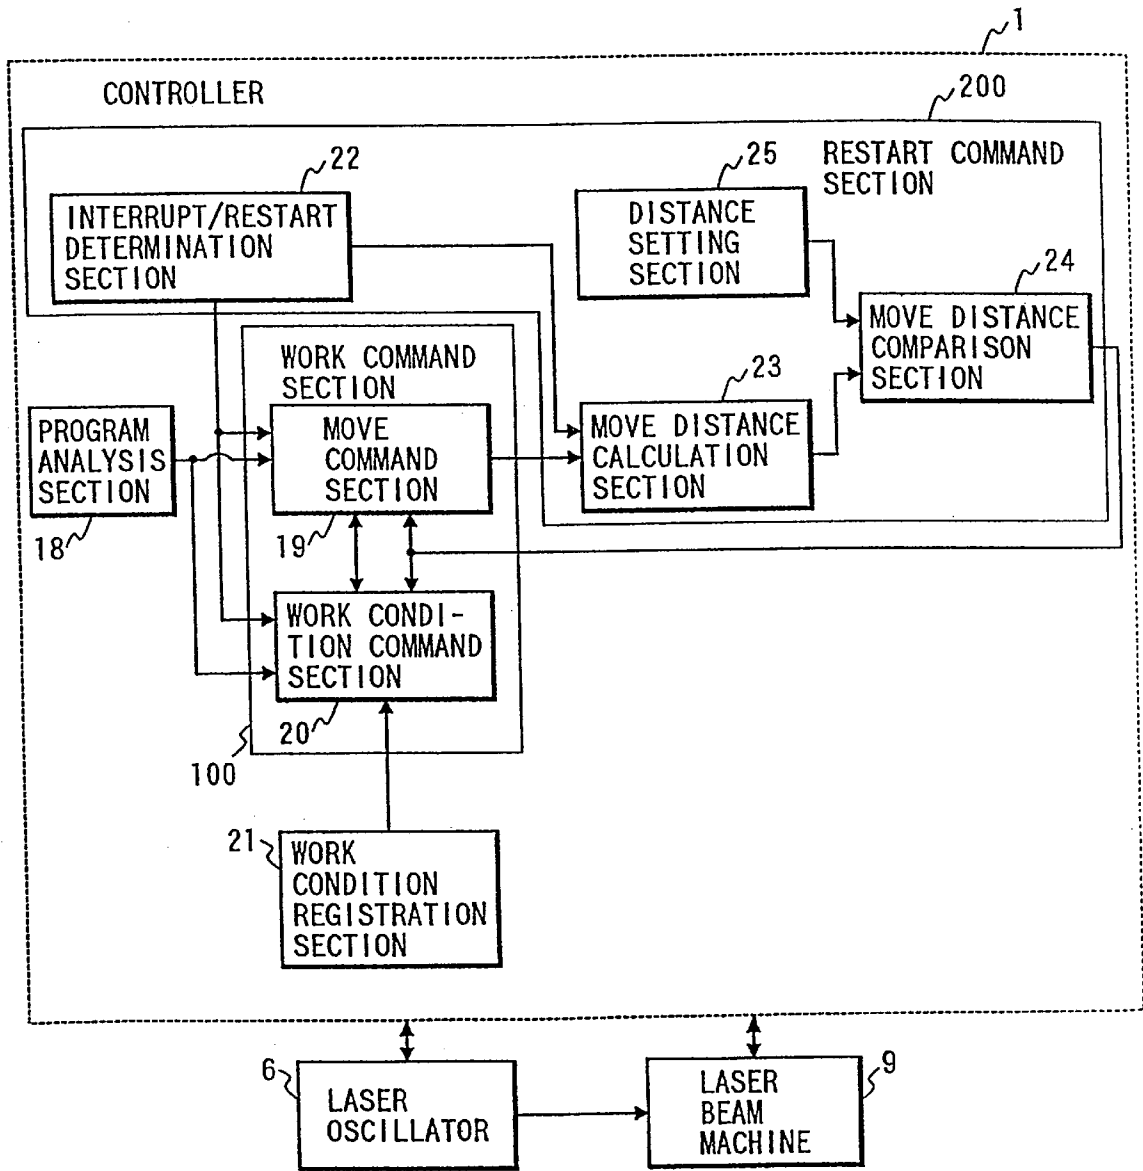 1
CONTROLLER
200
22
25
RESTART COMMAND
SECTION
INTERRUPT/RESTART
DETERMINATION
SECTION
DISTANCE
SETTING
SECTION
24
MOVE DISTANCE
COMPARISON
SECTION
WORK COMMAND
SECTION
23
PROGRAM
ANALYSIS
SECTION
MOVE
COMMAND
SECTION
MOVE DISTANCE
CALCULATION
SECTION
18
19
WORK CONDI-
TION COMMAND
SECTION
20
100
21
WORK
CONDITION
REGISTRATION
SECTION
6
LASER
OSCILLATOR
9
LASER
BEAM
MACHINE